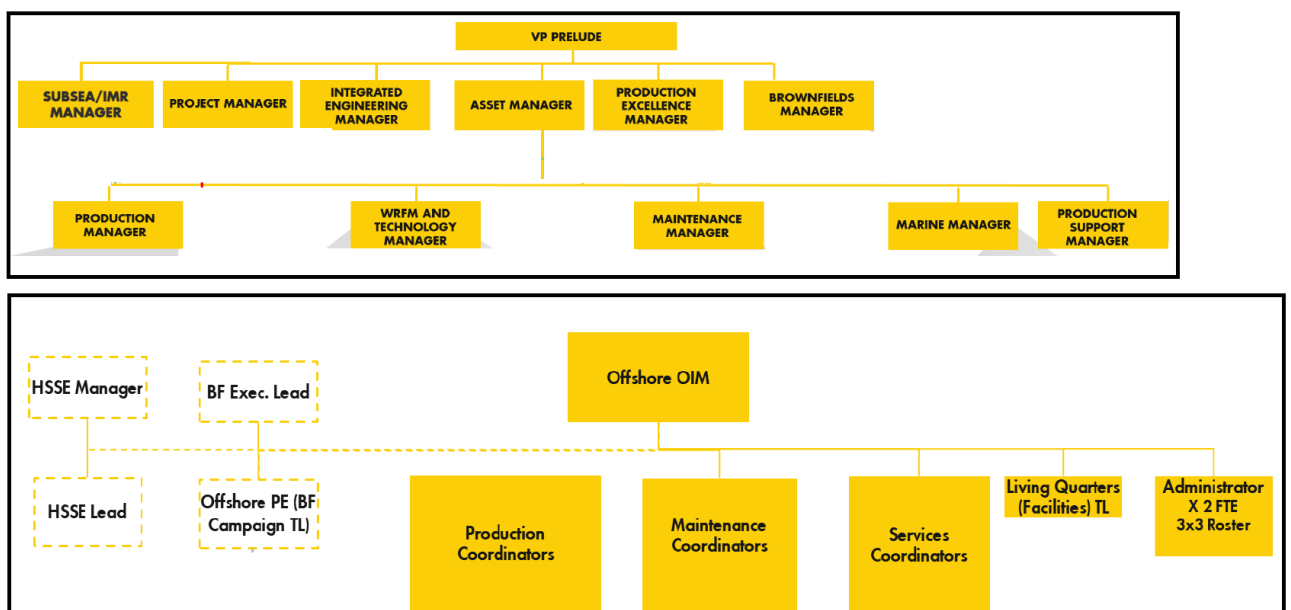 VP PRELUDE
SUBSEA/IMR
MANAGER
PROJECT MANAGER
INTEGRATED
ENGINEERING
MANAGER
ASSET MANAGER
PRODUCTION
EXCELLENCE
MANAGER
BROWNFIELDS
MANAGER
PRODUCTION
MANAGER
WRFM AND
TECHNOLOGY
MANAGER
MAINTENANCE
MANAGER
MARINE MANAGER
PRODUCTION
SUPPORT
MANAGER
HSSE Manager
BF Exec. Lead
Offshore OIM
HSSE Lead
Offshore PE (BF
Campaign TL)
Production
Coordinators
Maintenance
Coordinators
Services
Coordinators
Living Quarters
(Facilities) TL
Administrator
X 2 FTE
3x3 Roster